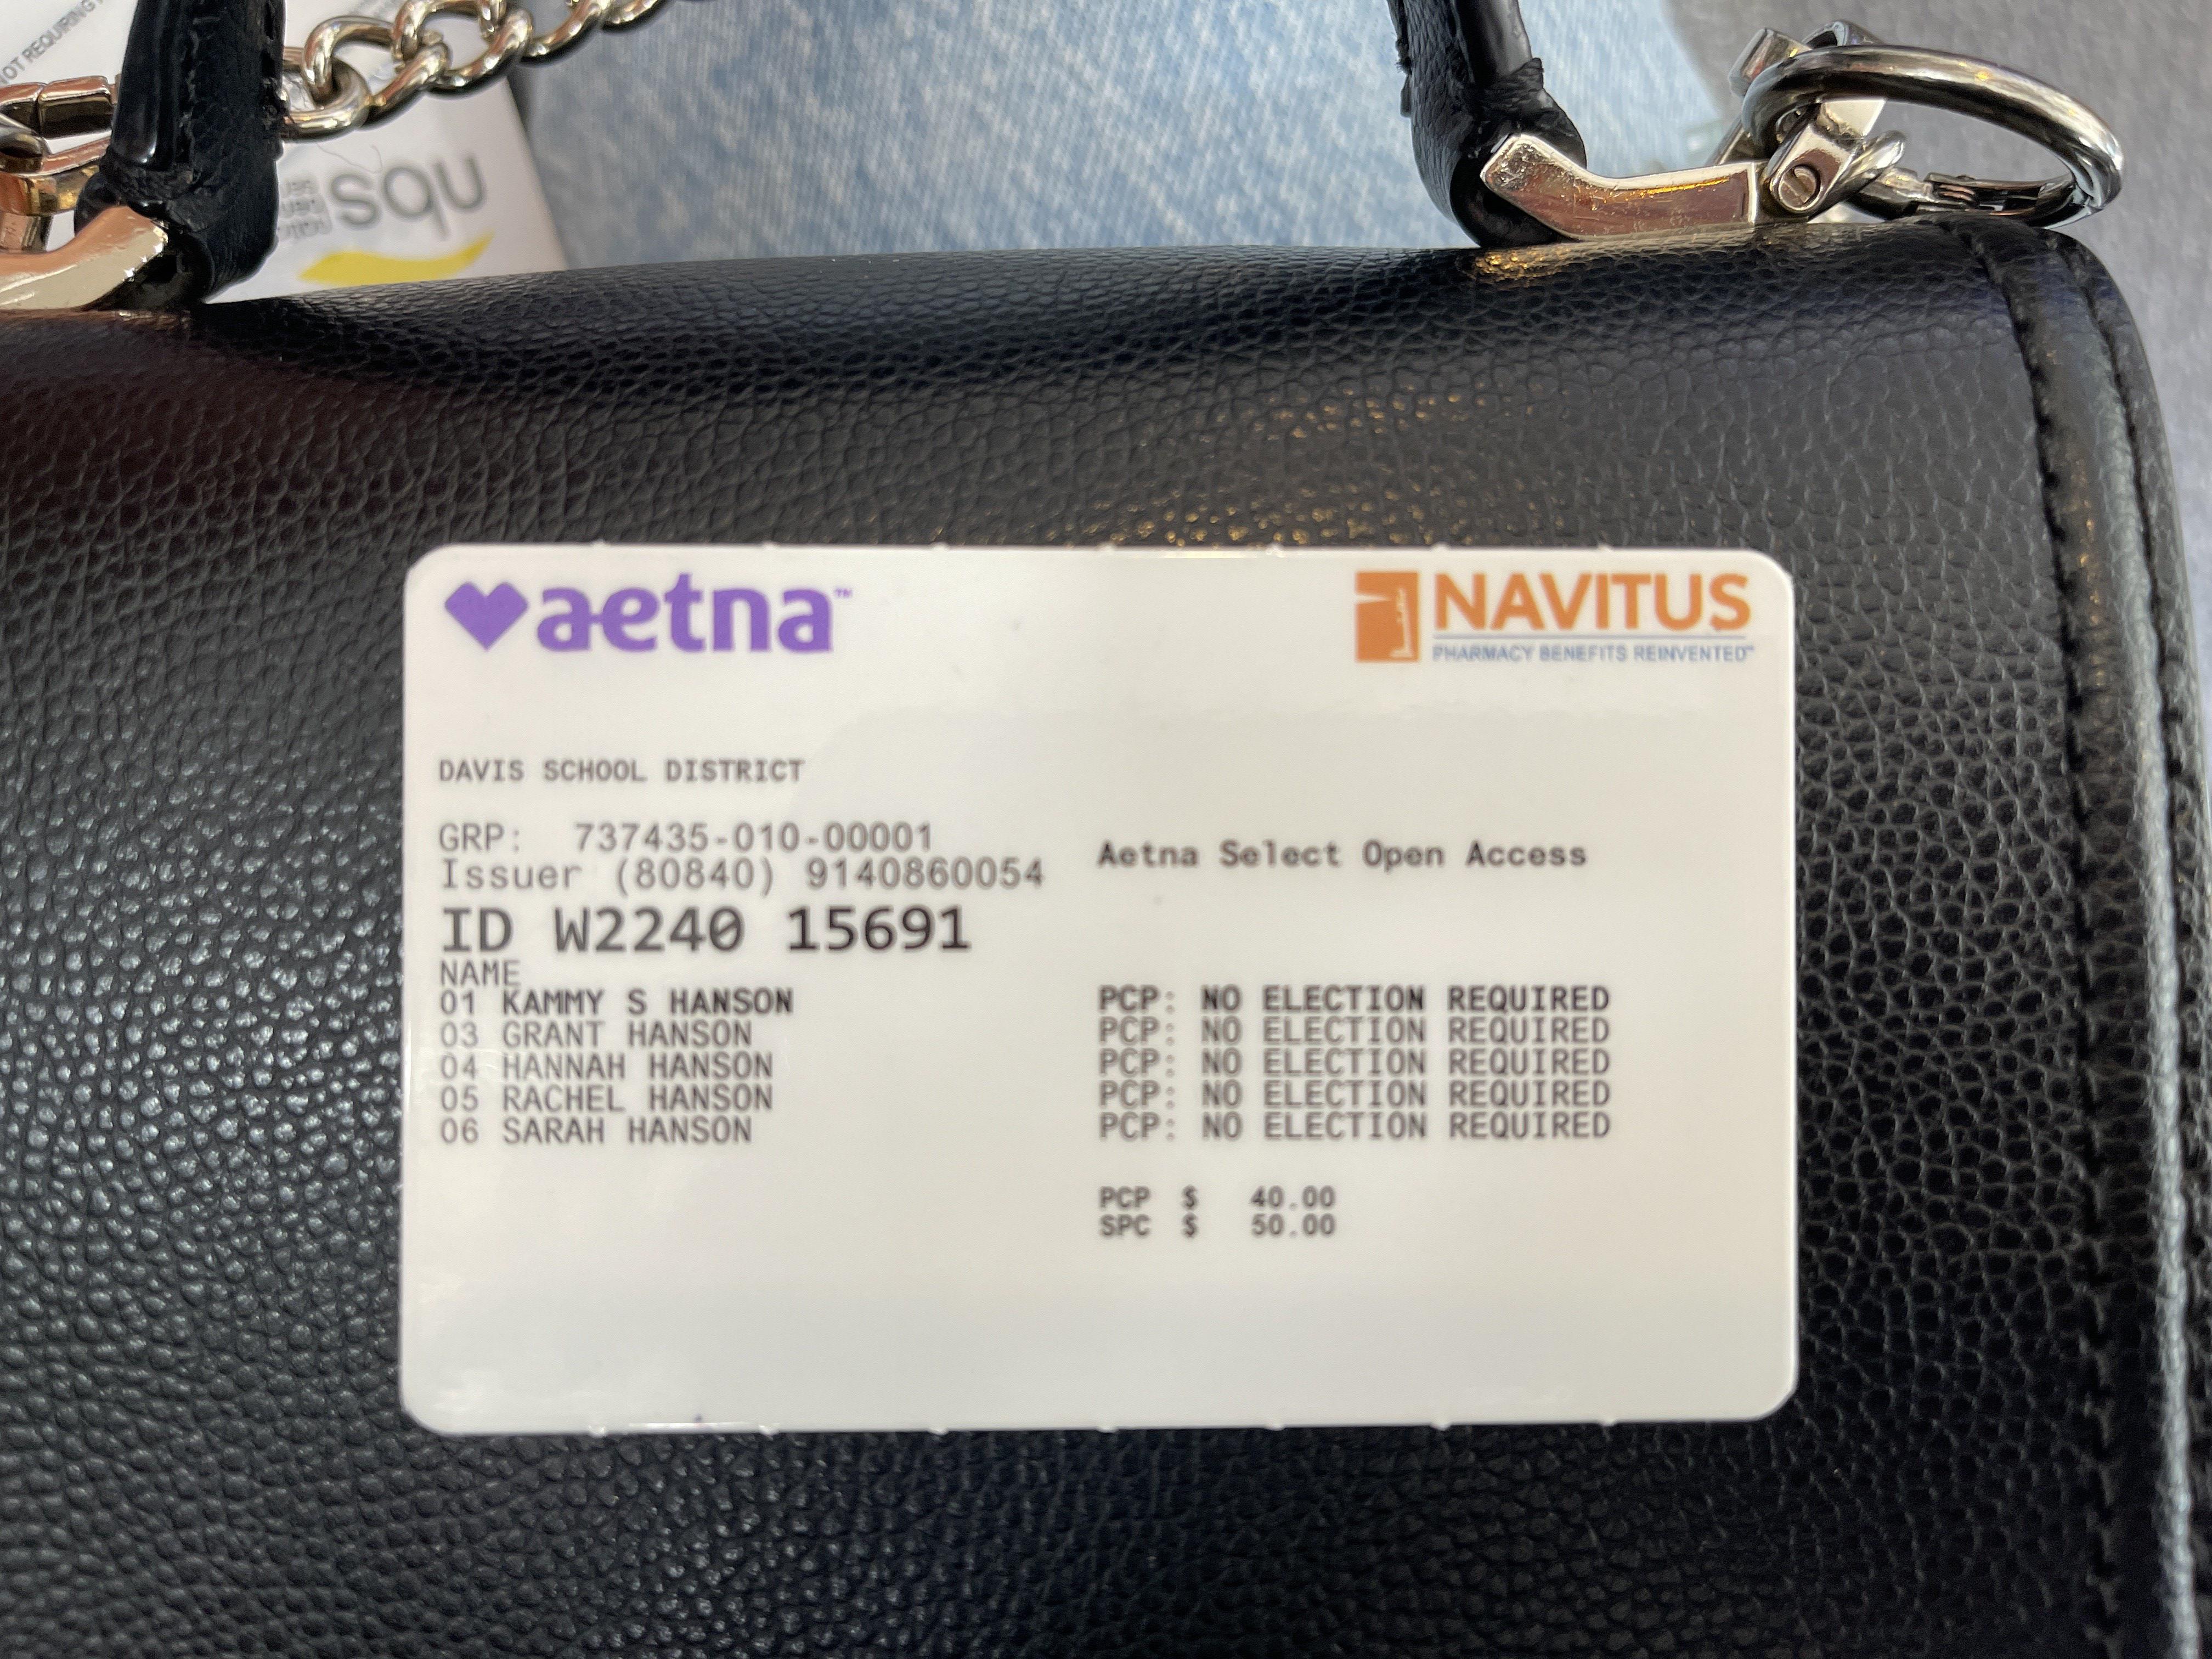 NOT REQUIRING
nbs
aetna™
NAVITUS
PHARMACY BENEFITS REINVENTED™
DAVIS SCHOOL DISTRICT
GRP: 737435-010-00001
Issuer (80840) 9140860054
Aetna Select Open Access
ID W2240 15691
NAME
01 KAMMY S HANSON PCP: NO ELECTION REQUIRED
03 GRANT HANSON PCP: NO ELECTION REQUIRED
04 HANNAH HANSON PCP: NO ELECTION REQUIRED
05 RACHEL HANSON PCP: NO ELECTION REQUIRED
06 SARAH HANSON PCP: NO ELECTION REQUIRED
PCP $ 40.00
SPC $ 50.00